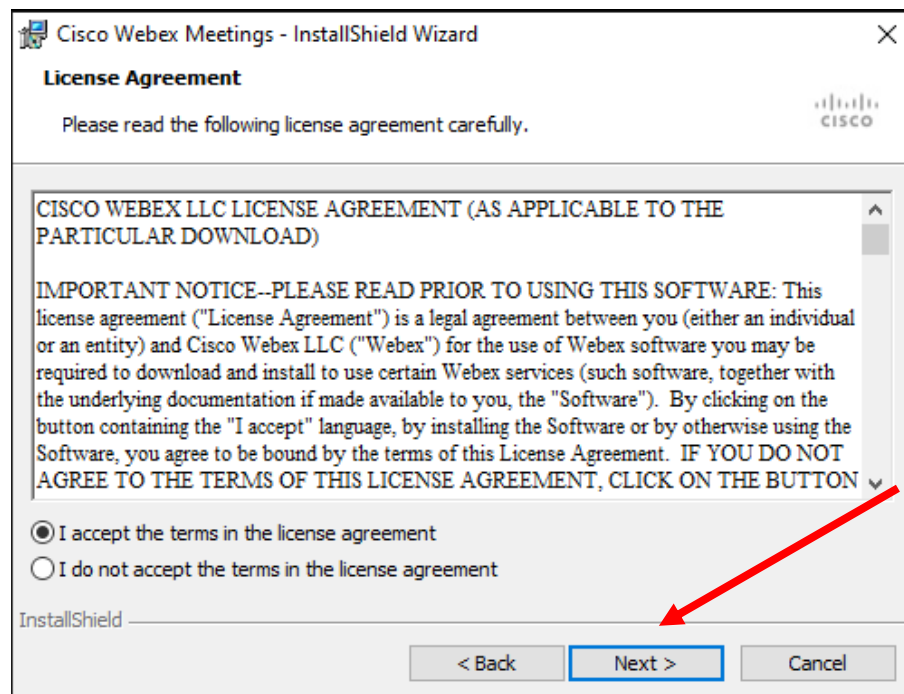 Cisco Webex Meetings - InstallShield Wizard
License Agreement
Please read the following license agreement carefully.
CISCO
CISCO WEBEX LLC LICENSE AGREEMENT (AS APPLICABLE TO THE
PARTICULAR DOWNLOAD)
IMPORTANT NOTICE--PLEASE READ PRIOR TO USING THIS SOFTWARE: This
license agreement ("License Agreement") is a legal agreement between you (either an individual
or an entity) and Cisco Webex LLC ("Webex") for the use of Webex software you may be
required to download and install to use certain Webex services (such software, together with
the underlying documentation if made available to you, the "Software").  By clicking on the
button containing the "I accept" language, by installing the Software or by otherwise using the
Software, you agree to be bound by the terms of this License Agreement.  IF YOU DO NOT
AGREE TO THE TERMS OF THIS LICENSE AGREEMENT, CLICK ON THE BUTTON
I accept the terms in the license agreement
I do not accept the terms in the license agreement
InstallShield
< Back Next > Cancel